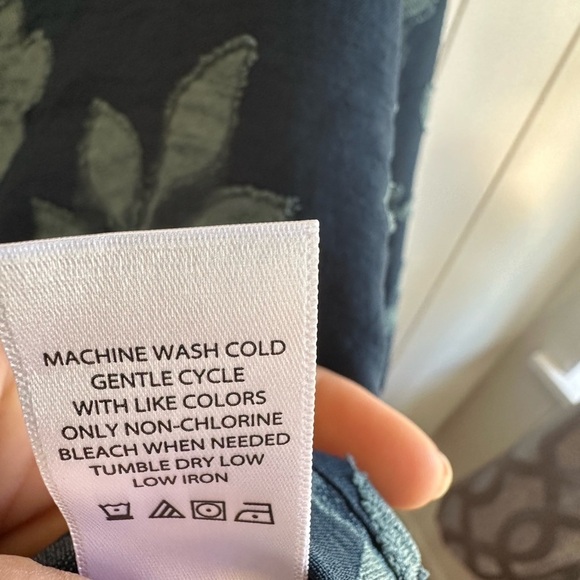 MACHINE WASH COLD
GENTLE CYCLE
WITH LIKE COLORS
ONLY NON-CHLORINE
BLEACH WHEN NEEDED
TUMBLE DRY LOW
LOW IRON